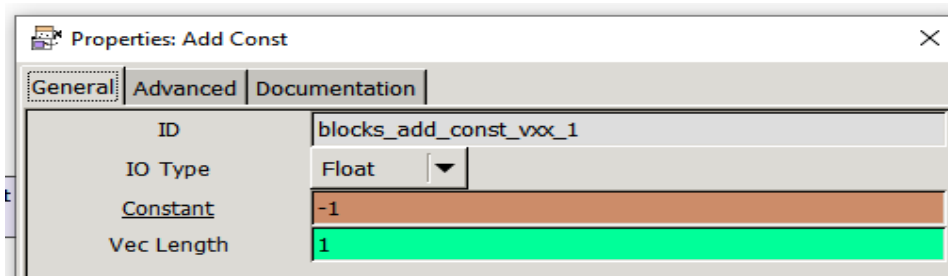 Properties: Add Const
General Advanced Documentation
ID blocks_add_const_vxx_1
IO Type Float
Constant -1
Vec Length 1